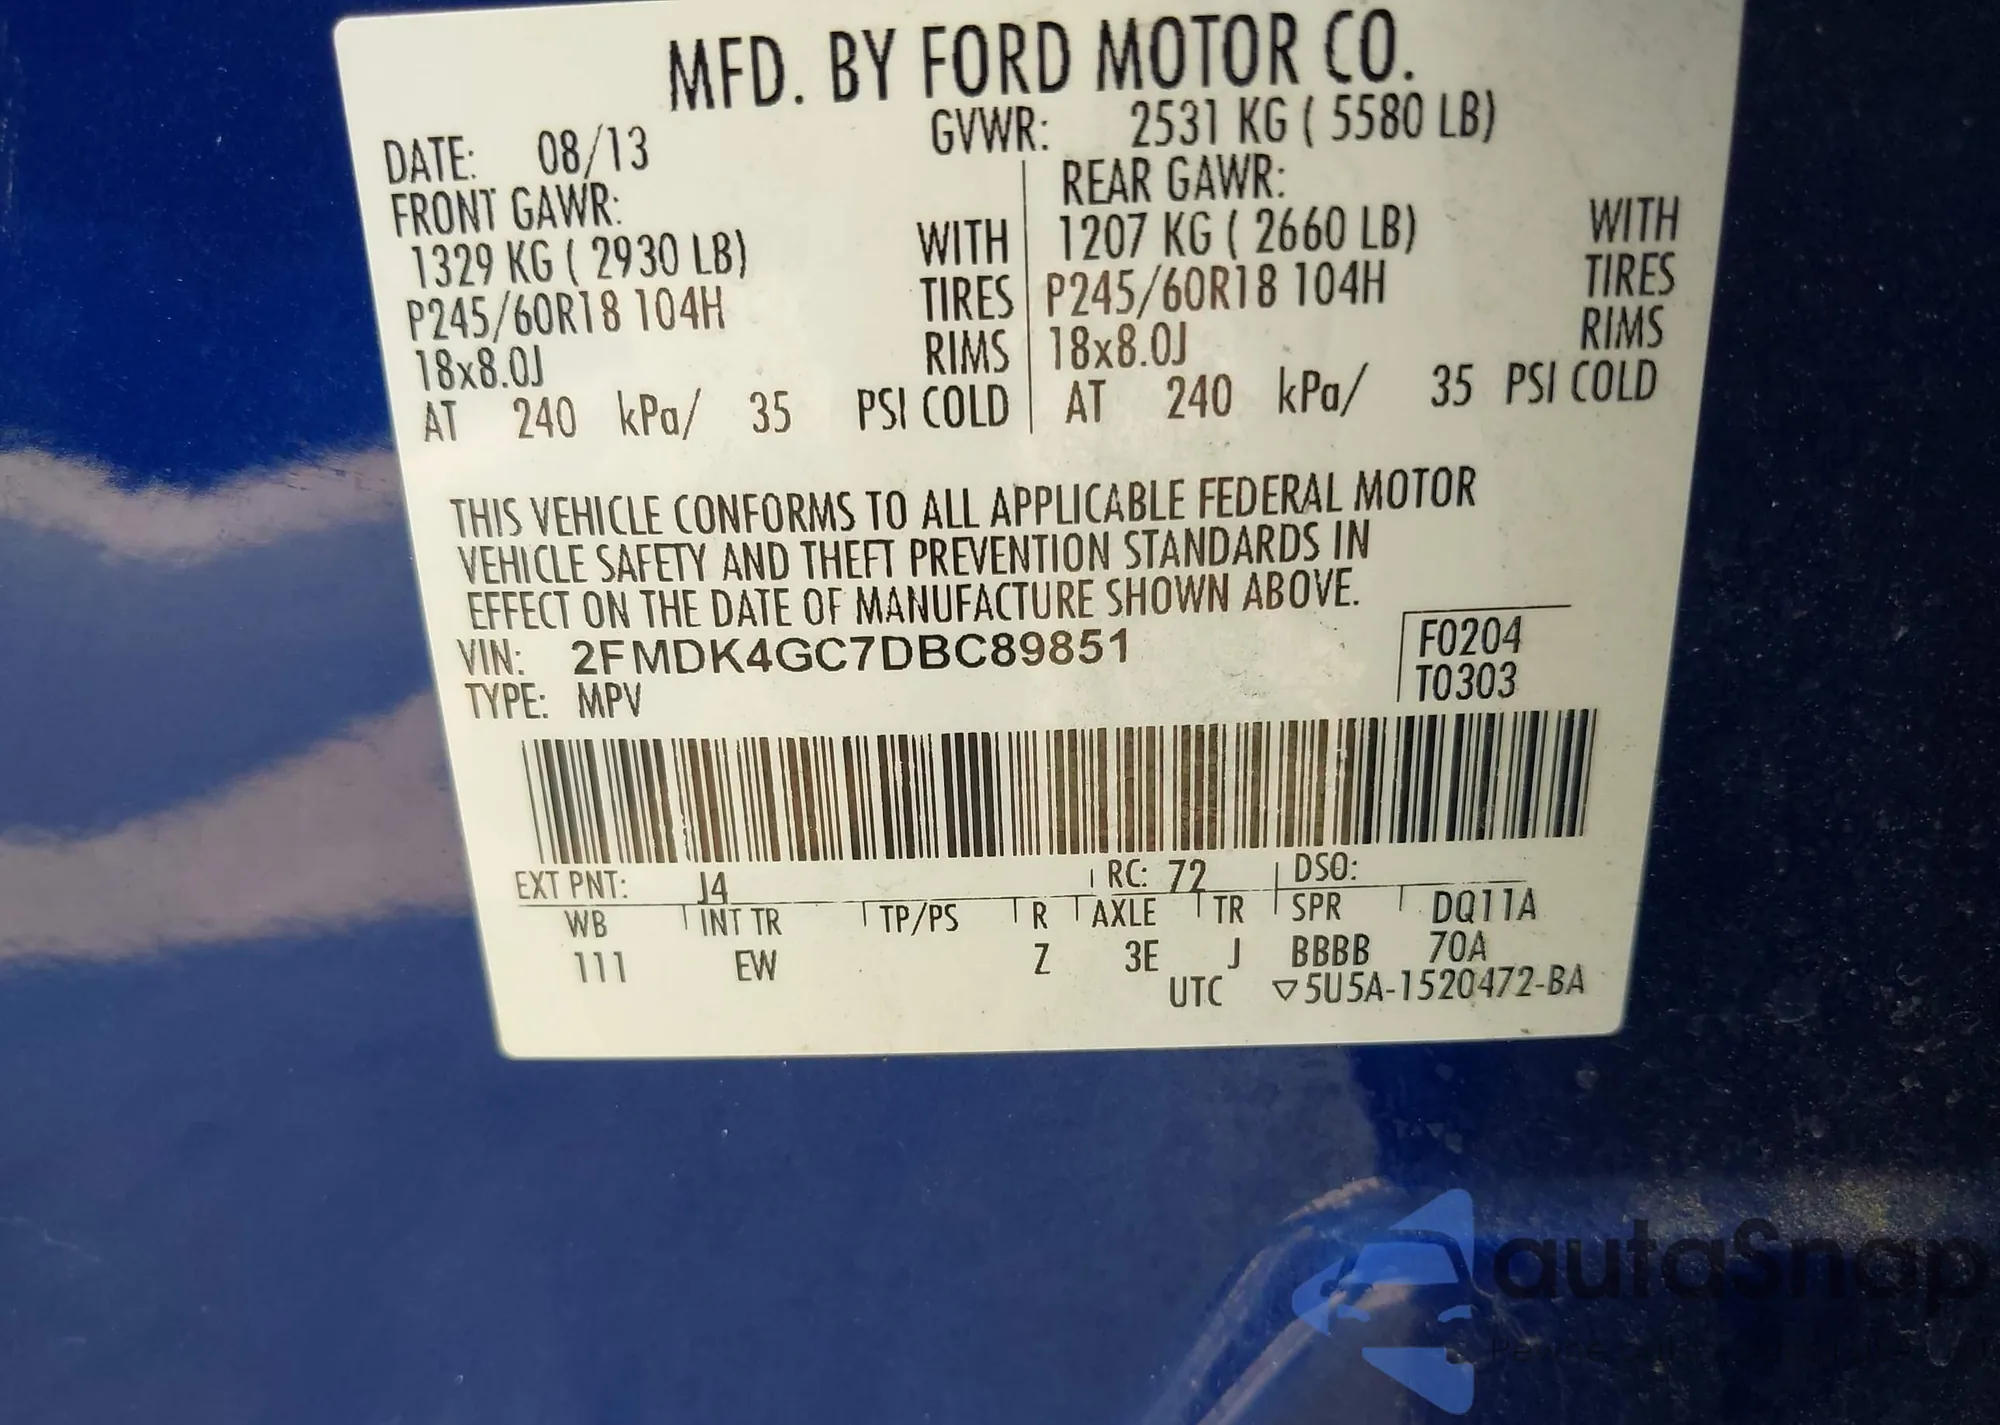 MFD. BY FORD MOTOR CO.
DATE: 08/13 GVWR: 2531 KG ( 5580 LB)
FRONT GAWR: REAR GAWR:
1329 KG ( 2930 LB) WITH 1207 KG ( 2660 LB) WITH
P245/60R18 104H TIRES P245/60R18 104H TIRES
18x8.0J RIMS 18x8.0J RIMS
AT 240 kPa/ 35 PSI COLD AT 240 kPa/ 35 PSI COLD
THIS VEHICLE CONFORMS TO ALL APPLICABLE FEDERAL MOTOR
VEHICLE SAFETY AND THEFT PREVENTION STANDARDS IN
EFFECT ON THE DATE OF MANUFACTURE SHOWN ABOVE.
VIN: 2FMDK4GC7DBC89851 F0204
TYPE: MPV T0303
EXT PNT: J4 RC: 72 DSO:
WB INT TR TP/PS R AXLE TR SPR DQ11A
111 EW Z 3E J BBBB 70A
UTC ▽5U5A-1520472-BA
autaSnap